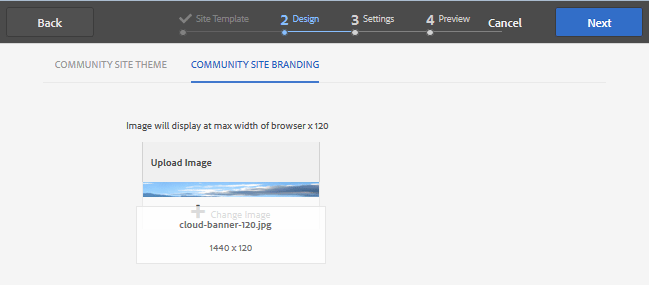 Back
Site Template
2 Design
3 Settings
4 Preview
Cancel
Next
COMMUNITY SITE THEME
COMMUNITY SITE BRANDING
Image will display at max width of browser x 120
Upload Image
Change Image
cloud-banner-120.jpg
1440 x 120